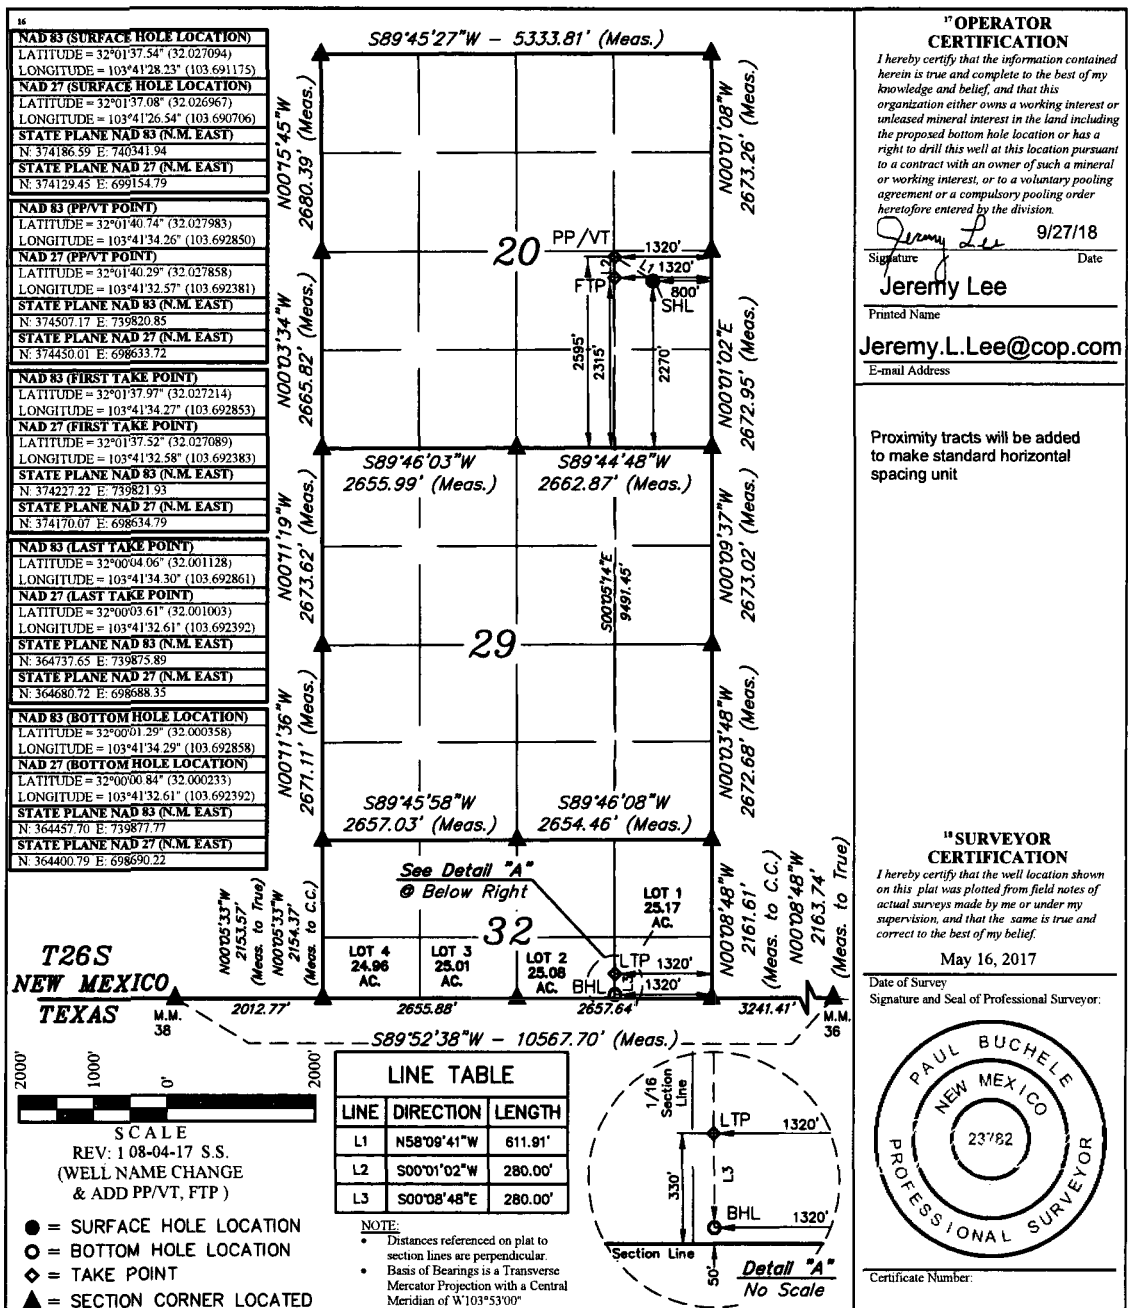 16
NAD 83 (SURFACE HOLE LOCATION)
LATITUDE = 32°01'37.54" (32.027094)
LONGITUDE = 103°41'28.23" (103.691175)
NAD 27 (SURFACE HOLE LOCATION)
LATITUDE = 32°01'37.08" (32.026967)
LONGITUDE = 103°41'26.54" (103.690706)
STATE PLANE NAD 83 (N.M. EAST)
N: 374186.59 E: 740341.94
STATE PLANE NAD 27 (N.M. EAST)
N: 374129.45 E: 699154.79
NAD 83 (PP/VT POINT)
LATITUDE = 32°01'40.74" (32.027983)
LONGITUDE = 103°41'34.26" (103.692850)
NAD 27 (PP/VT POINT)
LATITUDE = 32°01'40.29" (32.027858)
LONGITUDE = 103°41'32.57" (103.692381)
STATE PLANE NAD 83 (N.M. EAST)
N: 374507.17 E: 739820.85
STATE PLANE NAD 27 (N.M. EAST)
N: 374450.01 E: 698633.72
NAD 83 (FIRST TAKE POINT)
LATITUDE = 32°01'37.97" (32.027214)
LONGITUDE = 103°41'34.27" (103.692853)
NAD 27 (FIRST TAKE POINT)
LATITUDE = 32°01'37.52" (32.027089)
LONGITUDE = 103°41'32.58" (103.692383)
STATE PLANE NAD 83 (N.M. EAST)
N: 374227.22 E: 739821.93
STATE PLANE NAD 27 (N.M. EAST)
N: 374170.07 E: 698634.79
NAD 83 (LAST TAKE POINT)
LATITUDE = 32°00'04.06" (32.001128)
LONGITUDE = 103°41'34.30" (103.692861)
NAD 27 (LAST TAKE POINT)
LATITUDE = 32°00'03.61" (32.001003)
LONGITUDE = 103°41'32.61" (103.692392)
STATE PLANE NAD 83 (N.M. EAST)
N: 364737.65 E: 739875.89
STATE PLANE NAD 27 (N.M. EAST)
N: 364680.72 E: 698688.35
NAD 83 (BOTTOM HOLE LOCATION)
LATITUDE = 32°00'01.29" (32.000358)
LONGITUDE = 103°41'34.29" (103.692858)
NAD 27 (BOTTOM HOLE LOCATION)
LATITUDE = 32°00'00.84" (32.000233)
LONGITUDE = 103°41'32.61" (103.692392)
STATE PLANE NAD 83 (N.M. EAST)
N: 364457.70 E: 739877.77
STATE PLANE NAD 27 (N.M. EAST)
N: 364400.79 E: 698690.22
S89°45'27"W - 5333.81' (Meas.)
N00°15'45"W
2680.39' (Meas.)
N00°01'08"W
2673.26' (Meas.)
20
PP/VT
1320'
L2
L1
1320'
FTP
800'
SHL
2595'
2315'
2270'
N00°03'34"W
2665.82' (Meas.)
N00°01'02"E
2672.95' (Meas.)
S89°46'03"W
2655.99' (Meas.)
S89°44'48"W
2662.87' (Meas.)
N00°11'19"W
2673.62' (Meas.)
S00°05'14"E
9491.45'
N00°09'37"W
2673.02' (Meas.)
29
N00°11'36"W
2671.11' (Meas.)
N00°03'48"W
2672.68' (Meas.)
S89°45'58"W
2657.03' (Meas.)
S89°46'08"W
2654.46' (Meas.)
See Detail "A"
@ Below Right
N00°05'33"W
2153.57'
(Meas. to True)
N00°05'33"W
2154.37'
(Meas. to C.C.)
32
LOT 1
25.17
AC.
LOT 4
24.96
AC.
LOT 3
25.01
AC.
LOT 2
25.08
AC.
LTP
1320'
L3
BHL
1320'
N00°08'48"W
2161.61'
(Meas. to C.C.)
N00°08'48"W
2163.74'
(Meas. to True)
T26S
NEW MEXICO
TEXAS
M.M.
38
2012.77'
2655.88'
2657.64'
3241.41'
M.M.
36
S89°52'38"W - 10567.70' (Meas.)
2000'
1000'
0'
2000'
SCALE
REV: 1 08-04-17 S.S.
(WELL NAME CHANGE
& ADD PP/VT, FTP )
= SURFACE HOLE LOCATION
= BOTTOM HOLE LOCATION
= TAKE POINT
= SECTION CORNER LOCATED
LINE TABLE
LINE DIRECTION LENGTH
L1 N58°09'41"W 611.91'
L2 S00°01'02"W 280.00'
L3 S00°08'48"E 280.00'
NOTE:
• Distances referenced on plat to
section lines are perpendicular.
• Basis of Bearings is a Transverse
Mercator Projection with a Central
Meridian of W103°53'00"
1/16
Section
Line
LTP
1320'
330'
L3
BHL
1320'
Section Line
50'
Detail "A"
No Scale
17 OPERATOR
CERTIFICATION
I hereby certify that the information contained
herein is true and complete to the best of my
knowledge and belief, and that this
organization either owns a working interest or
unleased mineral interest in the land including
the proposed bottom hole location or has a
right to drill this well at this location pursuant
to a contract with an owner of such a mineral
or working interest, or to a voluntary pooling
agreement or a compulsory pooling order
heretofore entered by the division.
Jeremy Lee 9/27/18
Signature Date
Jeremy Lee
Printed Name
Jeremy.L.Lee@cop.com
E-mail Address
Proximity tracts will be added
to make standard horizontal
spacing unit
18 SURVEYOR
CERTIFICATION
I hereby certify that the well location shown
on this plat was plotted from field notes of
actual surveys made by me or under my
supervision, and that the same is true and
correct to the best of my belief.
May 16, 2017
Date of Survey
Signature and Seal of Professional Surveyor:
PAUL BUCHELE
NEW MEXICO
23782
PROFESSIONAL SURVEYOR
Certificate Number: